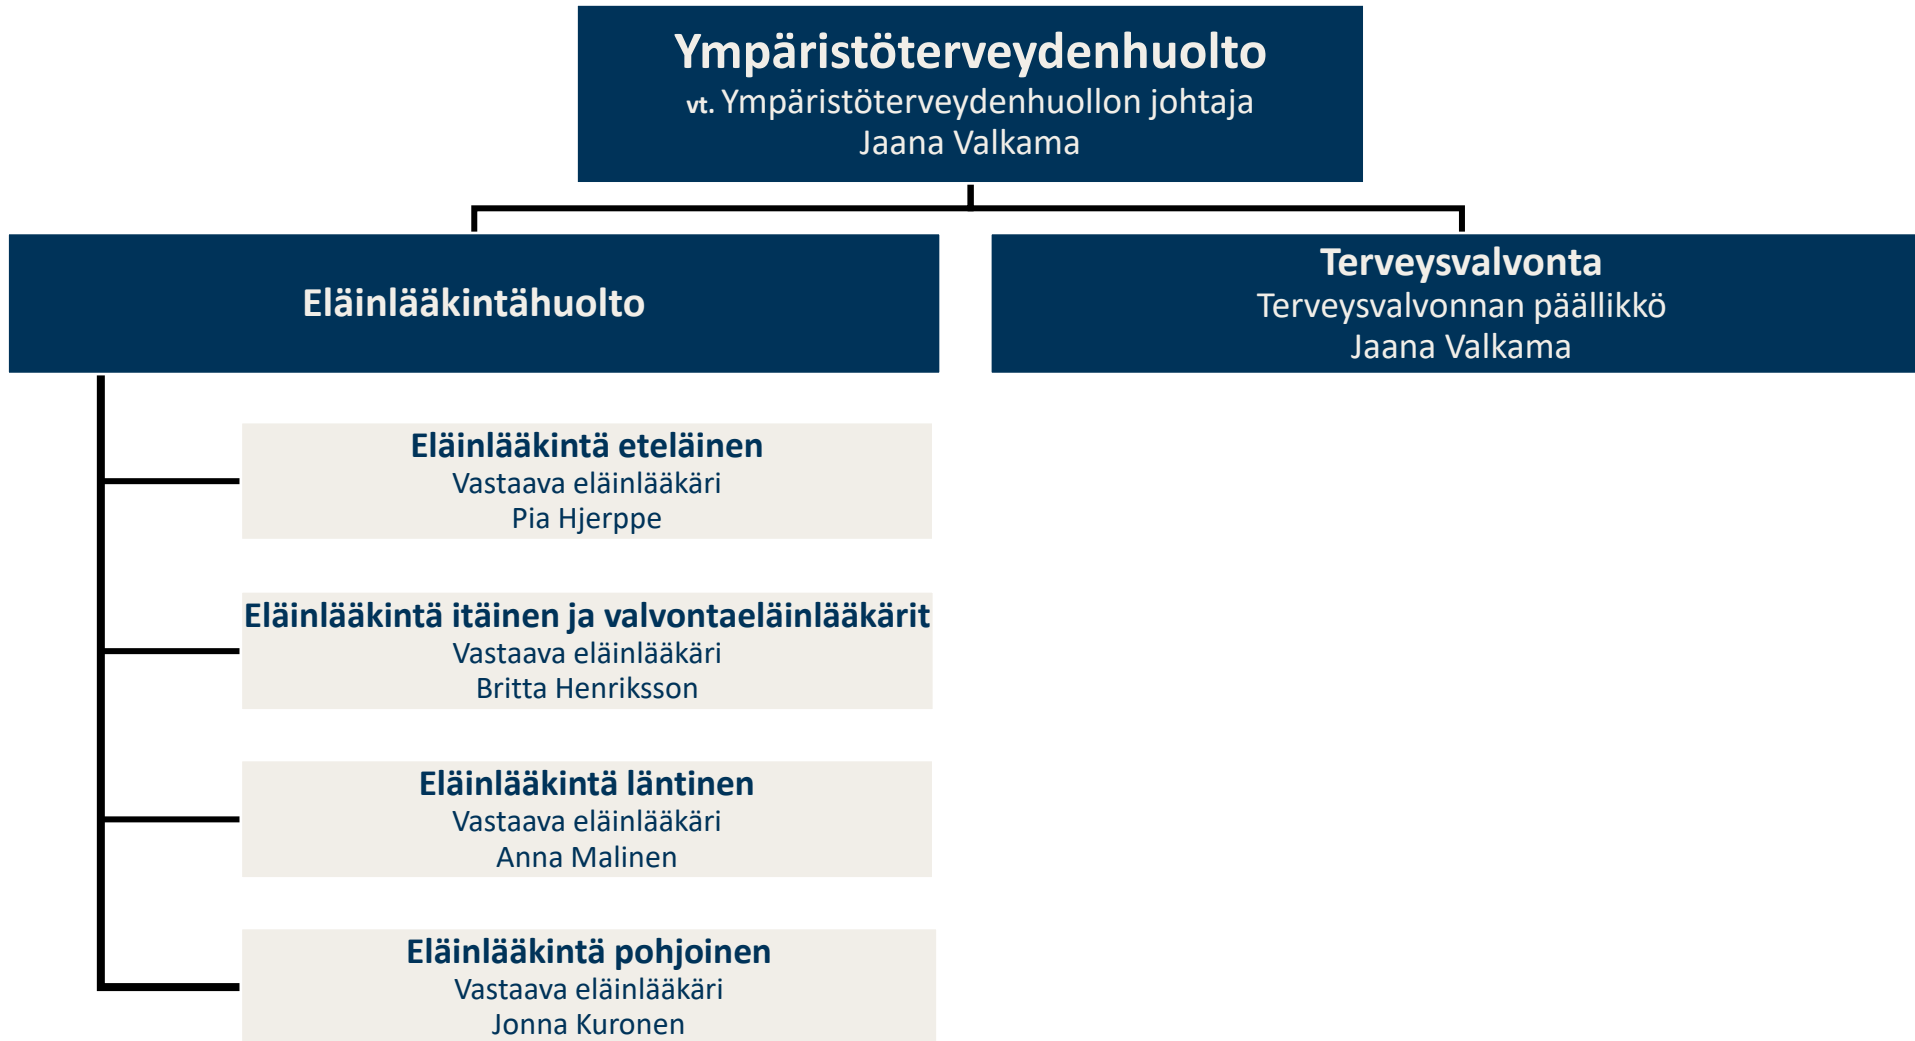 Ympäristöterveydenhuolto
vt. Ympäristöterveydenhuollon johtaja
Jaana Valkama
Eläinlääkintähuolto
Terveysvalvonta
Terveysvalvonnan päällikkö
Jaana Valkama
Eläinlääkintä eteläinen
Vastaava eläinlääkäri
Pia Hjerppe
Eläinlääkintä itäinen ja valvontaeläinlääkärit
Vastaava eläinlääkäri
Britta Henriksson
Eläinlääkintä läntinen
Vastaava eläinlääkäri
Anna Malinen
Eläinlääkintä pohjoinen
Vastaava eläinlääkäri
Jonna Kuronen